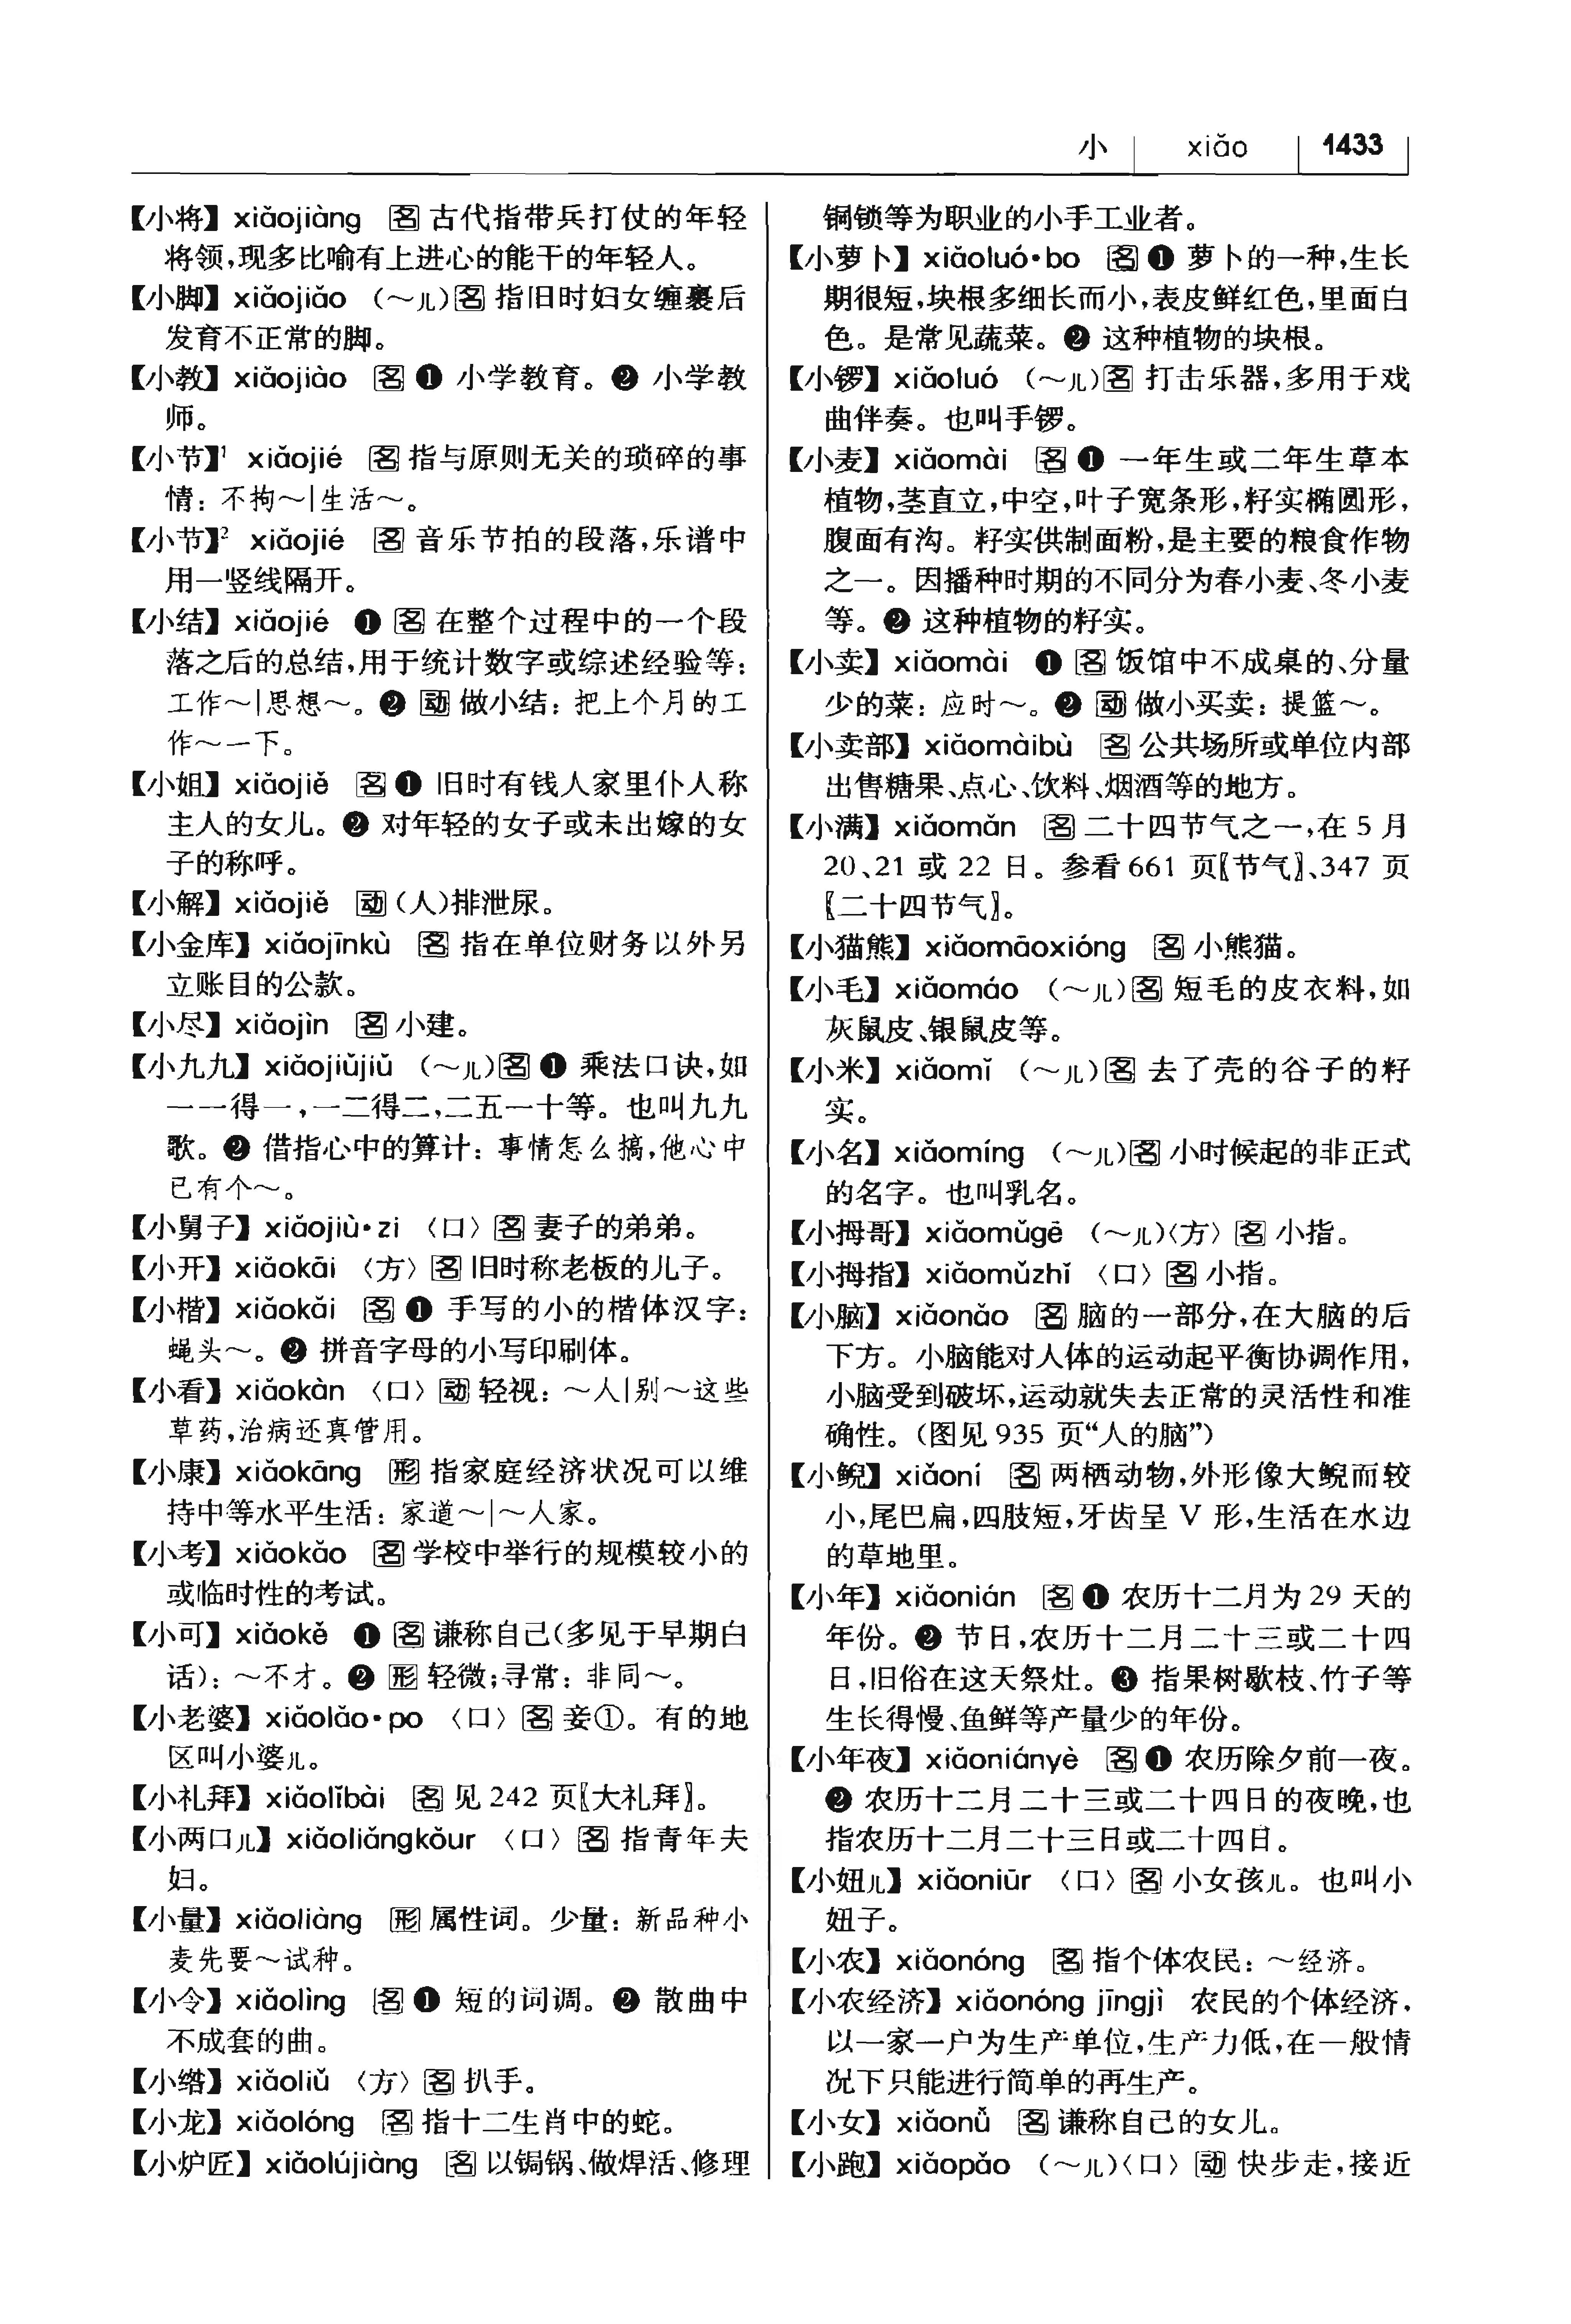 小 xiǎo 1433
【小将】xiǎojiàng 名 古代指带兵打仗的年轻
将领,现多比喻有上进心的能干的年轻人。
【小脚】xiǎojiǎo (～儿)名 指旧时妇女缠裹后
发育不正常的脚。
【小教】xiǎojiào 名 ❶ 小学教育。❷ 小学教
师。
【小节】¹ xiǎojié 名 指与原则无关的琐碎的事
情:不拘～|生活～。
【小节】² xiǎojié 名 音乐节拍的段落,乐谱中
用一竖线隔开。
【小结】xiǎojié ❶ 名 在整个过程中的一个段
落之后的总结,用于统计数字或综述经验等:
工作～|思想～。❷ 动 做小结:把上个月的工
作～一下。
【小姐】xiǎojiě 名 ❶ 旧时有钱人家里仆人称
主人的女儿。❷ 对年轻的女子或未出嫁的女
子的称呼。
【小解】xiǎojiě 动 (人)排泄尿。
【小金库】xiǎojīnkù 名 指在单位财务以外另
立账目的公款。
【小尽】xiǎojìn 名 小建。
【小九九】xiǎojiǔjiǔ (～儿)名 ❶ 乘法口诀,如
一一得一,一二得二,二五一十等。也叫九九
歌。❷ 借指心中的算计:事情怎么搞,他心中
已有个～。
【小舅子】xiǎojiù•zi 〈口〉名 妻子的弟弟。
【小开】xiǎokāi 〈方〉名 旧时称老板的儿子。
【小楷】xiǎokǎi 名 ❶ 手写的小的楷体汉字:
蝇头～。❷ 拼音字母的小写印刷体。
【小看】xiǎokàn 〈口〉动 轻视:～人|别～这些
草药,治病还真管用。
【小康】xiǎokāng 形 指家庭经济状况可以维
持中等水平生活:家道～|～人家。
【小考】xiǎokǎo 名 学校中举行的规模较小的
或临时性的考试。
【小可】xiǎokě ❶ 名 谦称自己(多见于早期白
话):～不才。❷ 形 轻微;寻常:非同～。
【小老婆】xiǎolǎo•po 〈口〉名 妾①。有的地
区叫小婆儿。
【小礼拜】xiǎolǐbài 名 见 242 页〖大礼拜〗。
【小两口儿】xiǎoliǎngkǒur 〈口〉名 指青年夫
妇。
【小量】xiǎoliàng 形 属性词。少量:新品种小
麦先要～试种。
【小令】xiǎolìng 名 ❶ 短的词调。❷ 散曲中
不成套的曲。
【小绺】xiǎoliǔ 〈方〉名 扒手。
【小龙】xiǎolóng 名 指十二生肖中的蛇。
【小炉匠】xiǎolújiàng 名 以锔锅、做焊活、修理
铜锁等为职业的小手工业者。
【小萝卜】xiǎoluó•bo 名 ❶ 萝卜的一种,生长
期很短,块根多细长而小,表皮鲜红色,里面白
色。是常见蔬菜。❷ 这种植物的块根。
【小锣】xiǎoluó (～儿)名 打击乐器,多用于戏
曲伴奏。也叫手锣。
【小麦】xiǎomài 名 ❶ 一年生或二年生草本
植物,茎直立,中空,叶子宽条形,籽实椭圆形,
腹面有沟。籽实供制面粉,是主要的粮食作物
之一。因播种时期的不同分为春小麦、冬小麦
等。❷ 这种植物的籽实。
【小卖】xiǎomài ❶ 名 饭馆中不成桌的、分量
少的菜:应时～。❷ 动 做小买卖:提篮～。
【小卖部】xiǎomàibù 名 公共场所或单位内部
出售糖果、点心、饮料、烟酒等的地方。
【小满】xiǎomǎn 名 二十四节气之一,在 5 月
20、21 或 22 日。参看 661 页〖节气〗、347 页
〖二十四节气〗。
【小猫熊】xiǎomāoxióng 名 小熊猫。
【小毛】xiǎomáo (～儿)名 短毛的皮衣料,如
灰鼠皮、银鼠皮等。
【小米】xiǎomǐ (～儿)名 去了壳的谷子的籽
实。
【小名】xiǎomíng (～儿)名 小时候起的非正式
的名字。也叫乳名。
【小拇哥】xiǎomǔgē (～儿)〈方〉名 小指。
【小拇指】xiǎomǔzhǐ 〈口〉名 小指。
【小脑】xiǎonǎo 名 脑的一部分,在大脑的后
下方。小脑能对人体的运动起平衡协调作用,
小脑受到破坏,运动就失去正常的灵活性和准
确性。(图见 935 页“人的脑”)
【小鲵】xiǎoní 名 两栖动物,外形像大鲵而较
小,尾巴扁,四肢短,牙齿呈 V 形,生活在水边
的草地里。
【小年】xiǎonián 名 ❶ 农历十二月为 29 天的
年份。❷ 节日,农历十二月二十三或二十四
日,旧俗在这天祭灶。❸ 指果树歇枝、竹子等
生长得慢、鱼鲜等产量少的年份。
【小年夜】xiǎoniányè 名 ❶ 农历除夕前一夜。
❷ 农历十二月二十三或二十四日的夜晚,也
指农历十二月二十三日或二十四日。
【小妞儿】xiǎoniūr 〈口〉名 小女孩儿。也叫小
妞子。
【小农】xiǎonóng 名 指个体农民:～经济。
【小农经济】xiǎonóng jīngjì 农民的个体经济,
以一家一户为生产单位,生产力低,在一般情
况下只能进行简单的再生产。
【小女】xiǎonǚ 名 谦称自己的女儿。
【小跑】xiǎopǎo (～儿)〈口〉动 快步走,接近